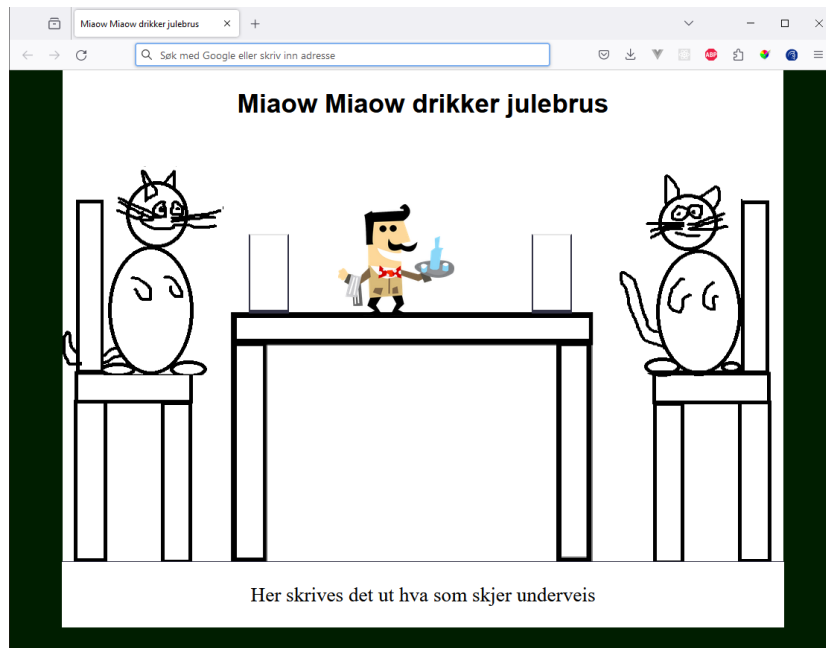 Miaow Miaow drikker julebrus
Søk med Google eller skriv inn adresse
ABP
Miaow Miaow drikker julebrus
Her skrives det ut hva som skjer underveis